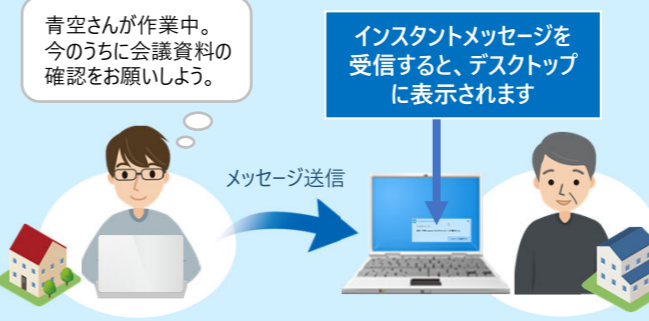 青空さんが作業中。
今のうちに会議資料の
確認をお願いしよう。
インスタントメッセージを
受信すると、デスクトップ
に表示されます
メッセージ送信